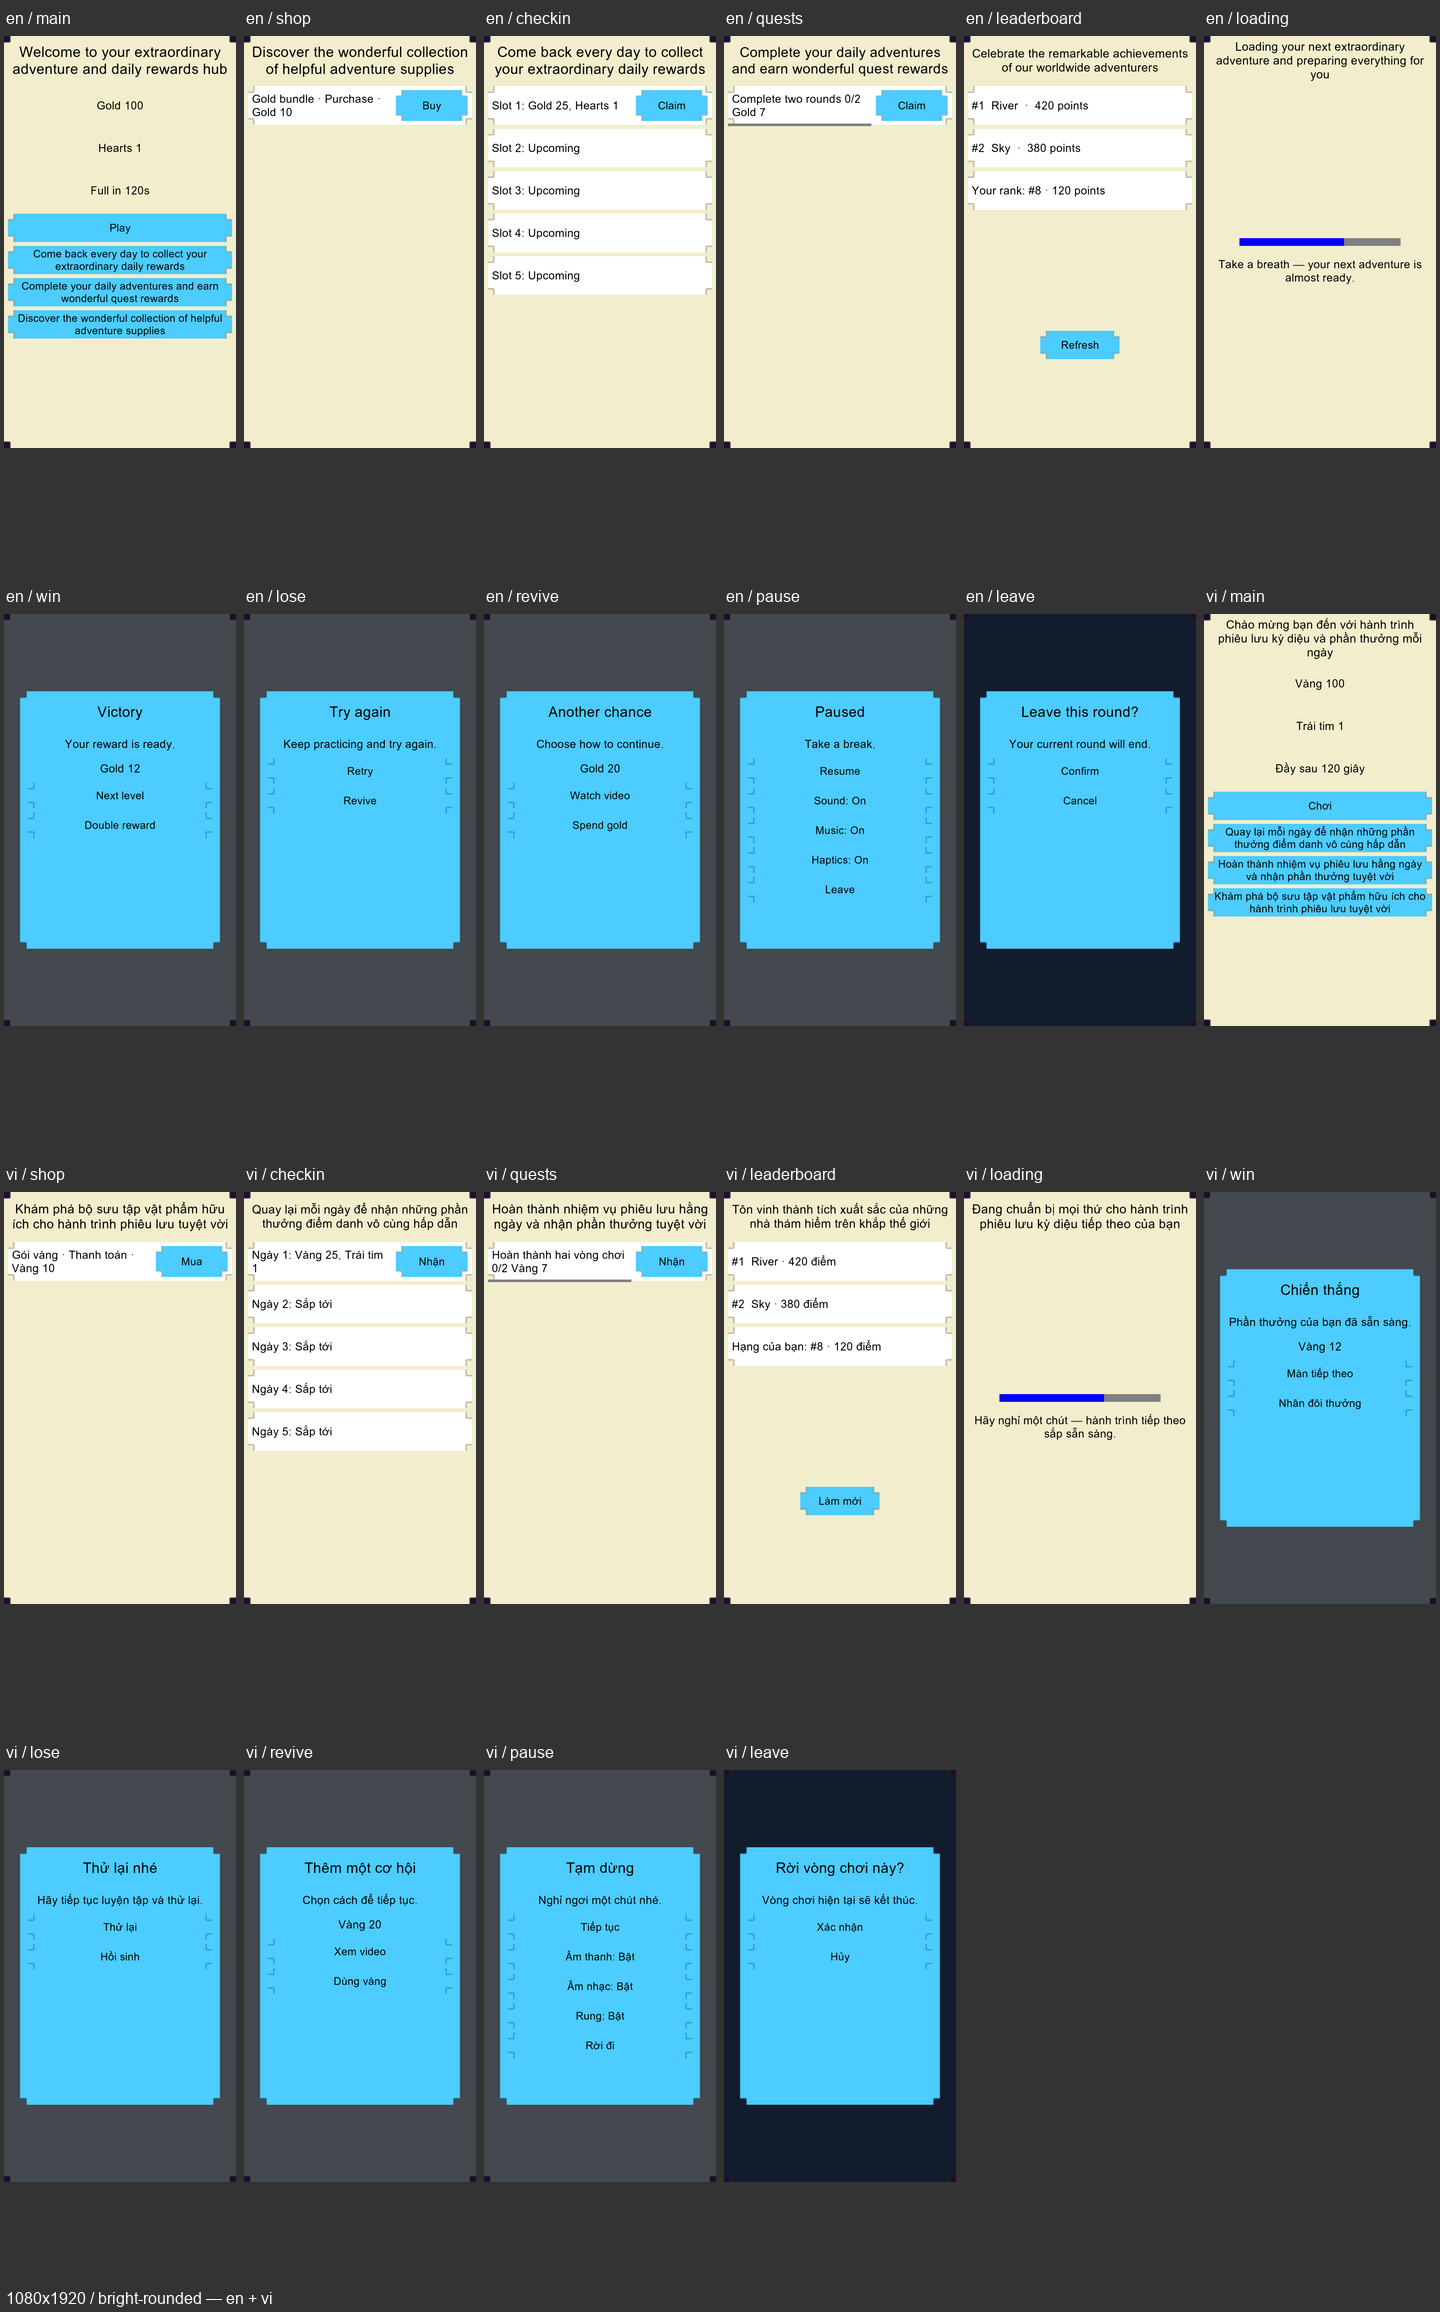 en / main
Welcome to your extraordinary
adventure and daily rewards hub
Gold 100
Hearts 1
Full in 120s
Play
Come back every day to collect your
extraordinary daily rewards
Complete your daily adventures and earn
wonderful quest rewards
Discover the wonderful collection of helpful
adventure supplies
en / shop
Discover the wonderful collection
of helpful adventure supplies
Gold bundle · Purchase ·
Gold 10
Buy
en / checkin
Come back every day to collect
your extraordinary daily rewards
Slot 1: Gold 25, Hearts 1
Claim
Slot 2: Upcoming
Slot 3: Upcoming
Slot 4: Upcoming
Slot 5: Upcoming
en / quests
Complete your daily adventures
and earn wonderful quest rewards
Complete two rounds 0/2
Gold 7
Claim
en / leaderboard
Celebrate the remarkable achievements
of our worldwide adventurers
#1 River · 420 points
#2 Sky · 380 points
Your rank: #8 · 120 points
Refresh
en / loading
Loading your next extraordinary
adventure and preparing everything for
you
Take a breath — your next adventure is
almost ready.
en / win
Victory
Your reward is ready.
Gold 12
Next level
Double reward
en / lose
Try again
Keep practicing and try again.
Retry
Revive
en / revive
Another chance
Choose how to continue.
Gold 20
Watch video
Spend gold
en / pause
Paused
Take a break.
Resume
Sound: On
Music: On
Haptics: On
Leave
en / leave
Leave this round?
Your current round will end.
Confirm
Cancel
vi / main
Chào mừng bạn đến với hành trình
phiêu lưu kỳ diệu và phần thưởng mỗi
ngày
Vàng 100
Trái tim 1
Đầy sau 120 giây
Chơi
Quay lại mỗi ngày để nhận những phần
thưởng điểm danh vô cùng hấp dẫn
Hoàn thành nhiệm vụ phiêu lưu hằng ngày
và nhận phần thưởng tuyệt vời
Khám phá bộ sưu tập vật phẩm hữu ích cho
hành trình phiêu lưu tuyệt vời
vi / shop
Khám phá bộ sưu tập vật phẩm hữu
ích cho hành trình phiêu lưu tuyệt vời
Gói vàng · Thanh toán ·
Vàng 10
Mua
vi / checkin
Quay lại mỗi ngày để nhận những phần
thưởng điểm danh vô cùng hấp dẫn
Ngày 1: Vàng 25, Trái tim
1
Nhận
Ngày 2: Sắp tới
Ngày 3: Sắp tới
Ngày 4: Sắp tới
Ngày 5: Sắp tới
vi / quests
Hoàn thành nhiệm vụ phiêu lưu hằng
ngày và nhận phần thưởng tuyệt vời
Hoàn thành hai vòng chơi
0/2 Vàng 7
Nhận
vi / leaderboard
Tôn vinh thành tích xuất sắc của những
nhà thám hiểm trên khắp thế giới
#1 River · 420 điểm
#2 Sky · 380 điểm
Hạng của bạn: #8 · 120 điểm
Làm mới
vi / loading
Đang chuẩn bị mọi thứ cho hành trình
phiêu lưu kỳ diệu tiếp theo của bạn
Hãy nghỉ một chút — hành trình tiếp theo
sắp sẵn sàng.
vi / win
Chiến thắng
Phần thưởng của bạn đã sẵn sàng.
Vàng 12
Màn tiếp theo
Nhân đôi thưởng
vi / lose
Thử lại nhé
Hãy tiếp tục luyện tập và thử lại.
Thử lại
Hồi sinh
vi / revive
Thêm một cơ hội
Chọn cách để tiếp tục.
Vàng 20
Xem video
Dùng vàng
vi / pause
Tạm dừng
Nghỉ ngơi một chút nhé.
Tiếp tục
Âm thanh: Bật
Âm nhạc: Bật
Rung: Bật
Rời đi
vi / leave
Rời vòng chơi này?
Vòng chơi hiện tại sẽ kết thúc.
Xác nhận
Hủy
1080x1920 / bright-rounded — en + vi